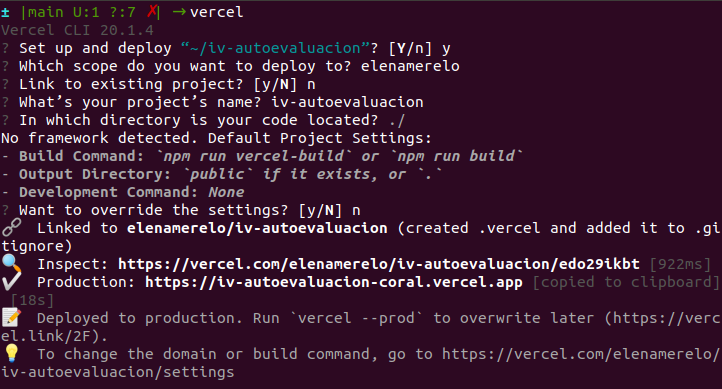 ± |main U:1 ?:7 ✗| →vercel
Vercel CLI 20.1.4
? Set up and deploy “~/iv-autoevaluacion”? [Y/n] y
? Which scope do you want to deploy to? elenamerelo
? Link to existing project? [y/N] n
? What’s your project’s name? iv-autoevaluacion
? In which directory is your code located? ./
No framework detected. Default Project Settings:
- Build Command: `npm run vercel-build` or `npm run build`
- Output Directory: `public` if it exists, or `.`
- Development Command: None
? Want to override the settings? [y/N] n
🔗  Linked to elenamerelo/iv-autoevaluacion (created .vercel and added it to .gi
tignore)
🔍  Inspect: https://vercel.com/elenamerelo/iv-autoevaluacion/edo29ikbt [922ms]
✔  Production: https://iv-autoevaluacion-coral.vercel.app [copied to clipboard]
[18s]
📝  Deployed to production. Run `vercel --prod` to overwrite later (https://verc
el.link/2F).
💡  To change the domain or build command, go to https://vercel.com/elenamerelo/
iv-autoevaluacion/settings